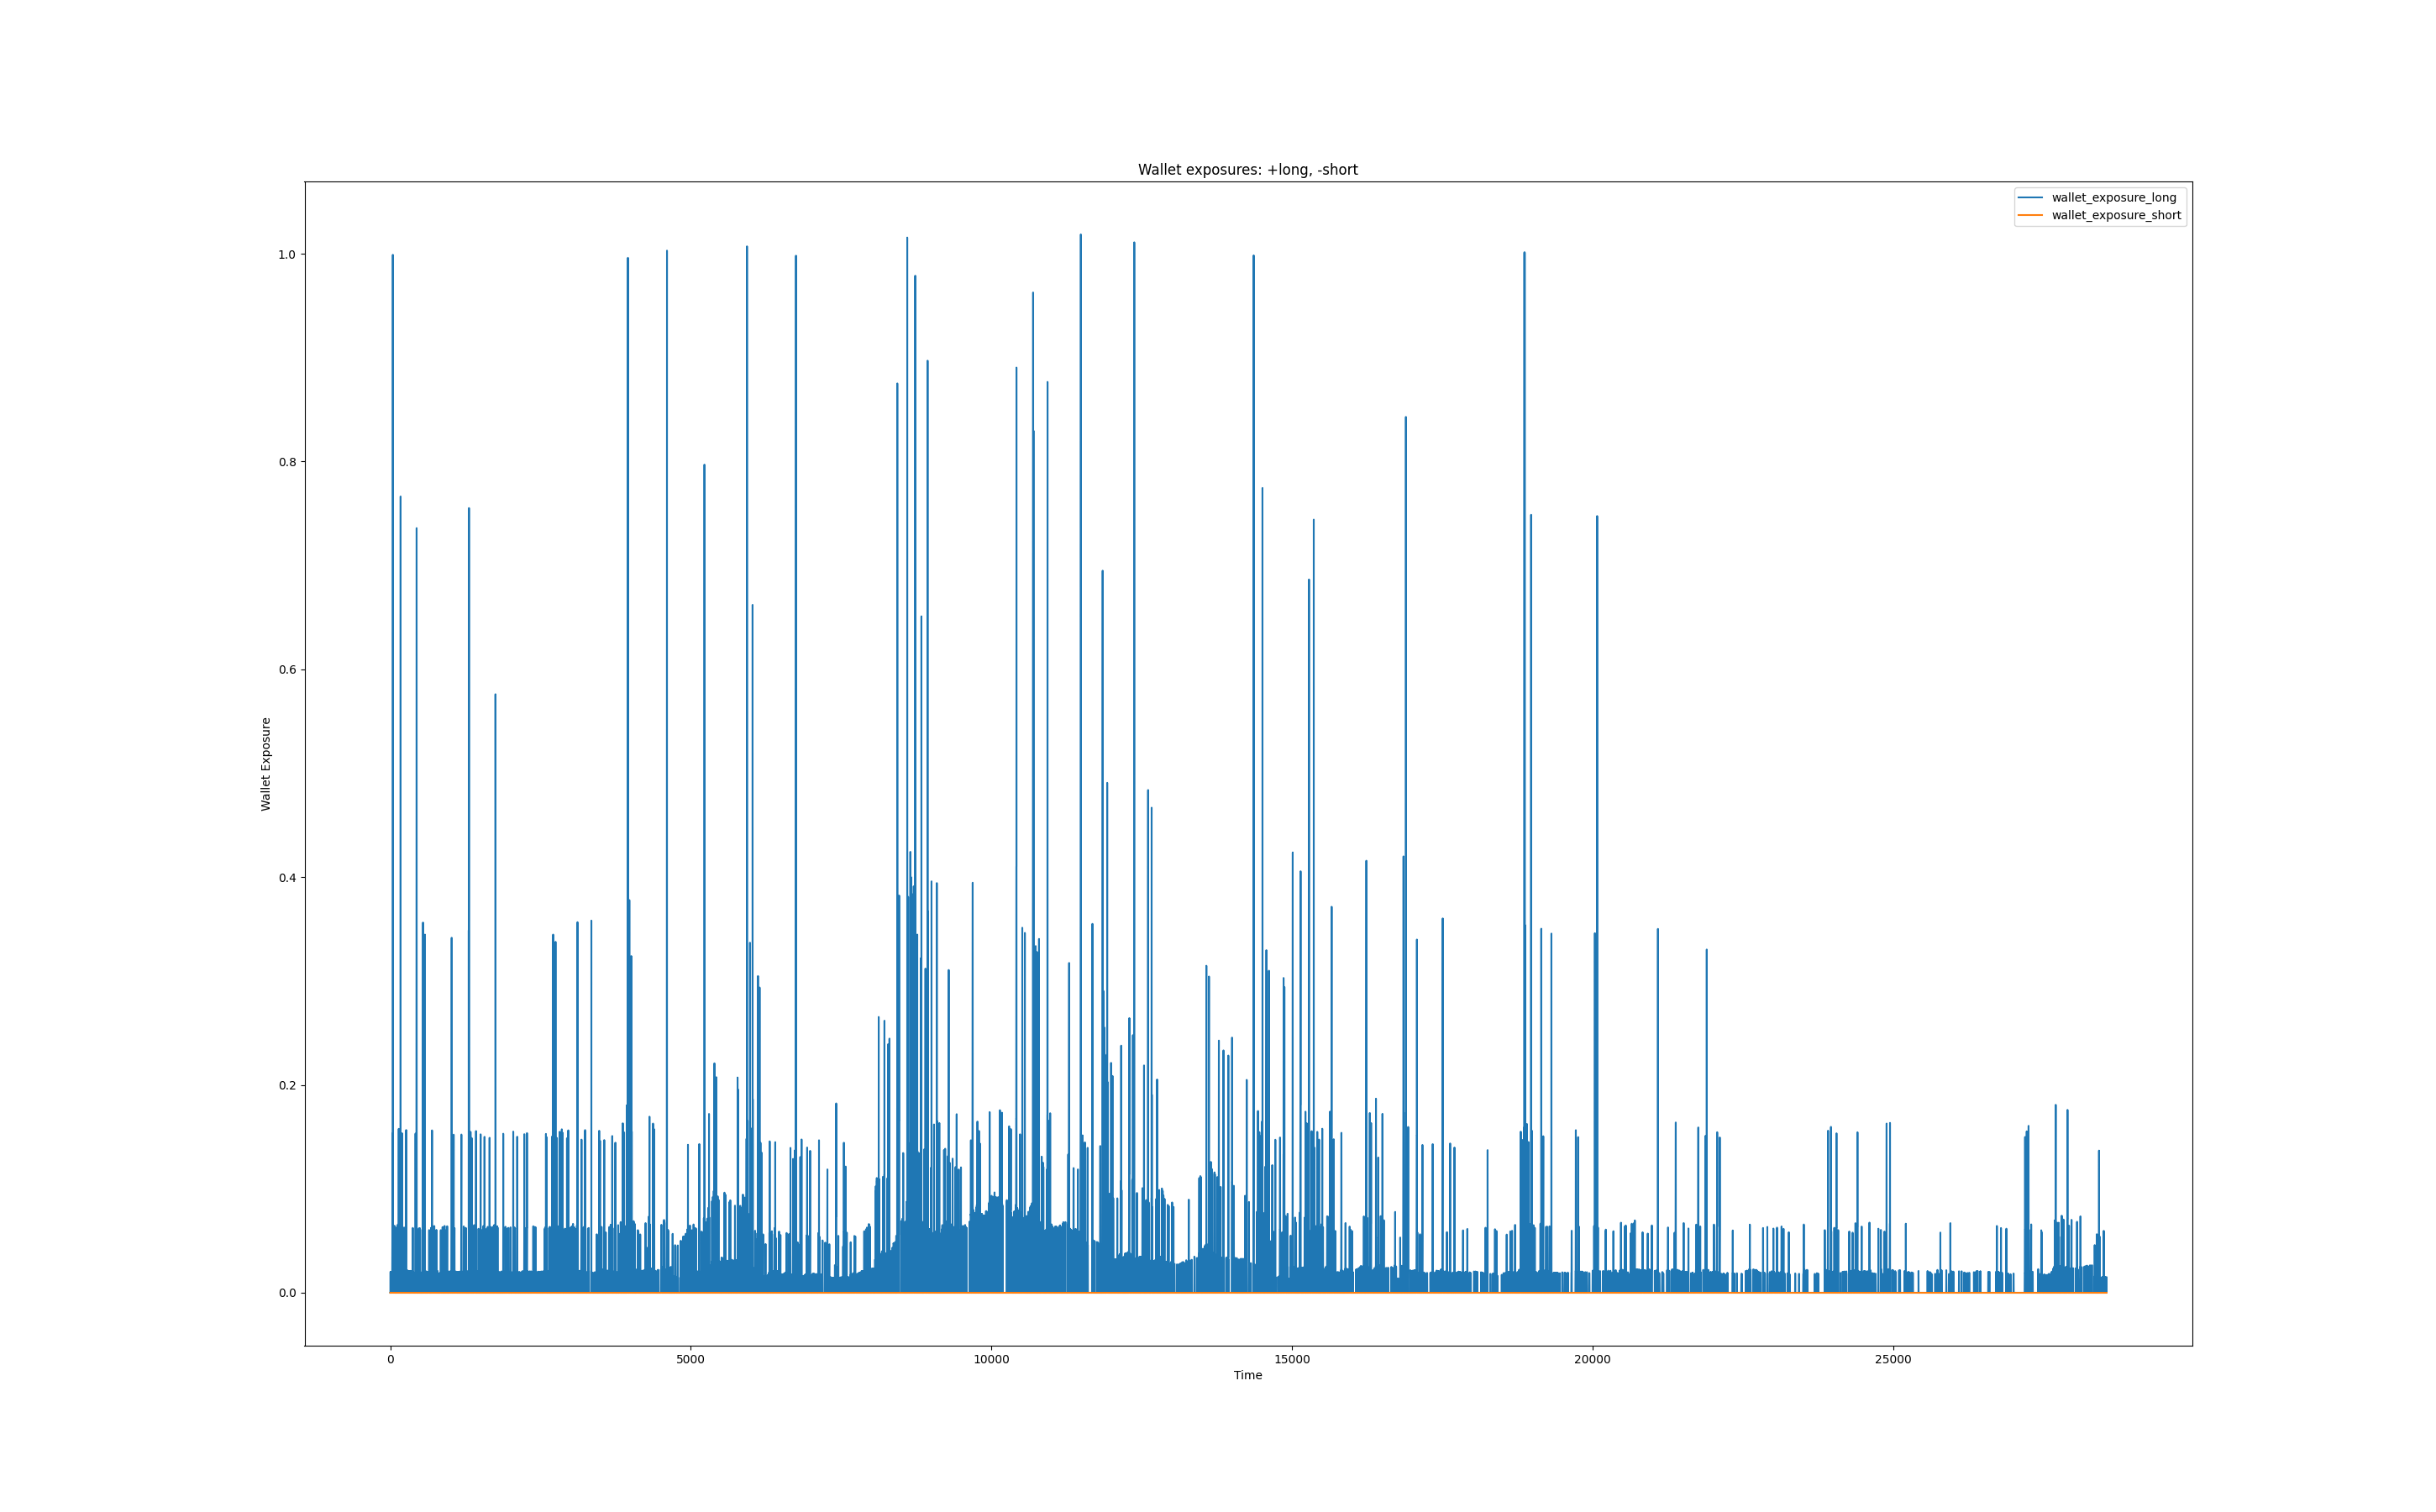 Wallet exposures: +long, -short
wallet_exposure_long
wallet_exposure_short
1.0
0.8
0.6
0.4
0.2
0.0
Wallet Exposure
0 5000 10000 15000 20000 25000
Time